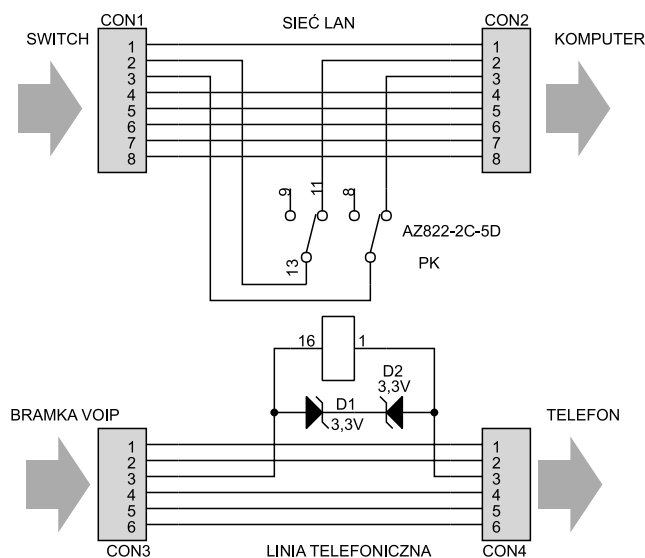 CON1
SIEĆ LAN
CON2
SWITCH
KOMPUTER
1 1
2 2
3 3
4 4
5 5
6 6
7 7
8 8
9 11 8
AZ822-2C-5D
13
PK
16 1
D2
3,3V
D1
3,3V
BRAMKA VOIP
TELEFON
1 1
2 2
3 3
4 4
5 5
6 6
CON3
LINIA TELEFONICZNA
CON4